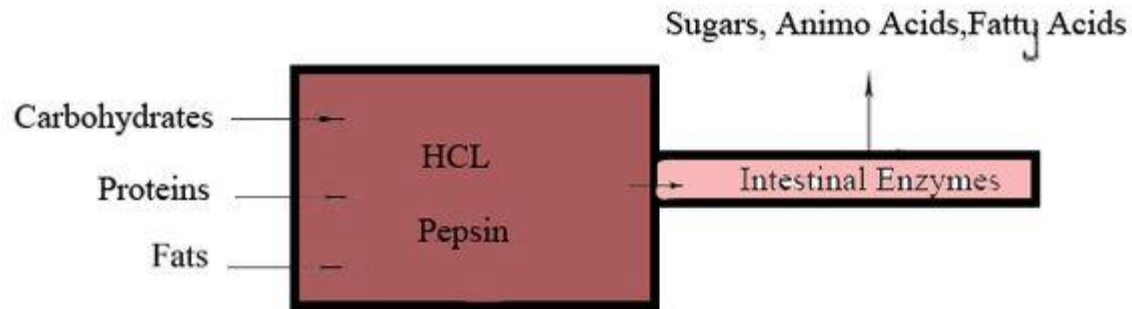 Sugars, Animo Acids,Fatty Acids
Carbohydrates
HCL
Proteins
Intestinal Enzymes
Pepsin
Fats